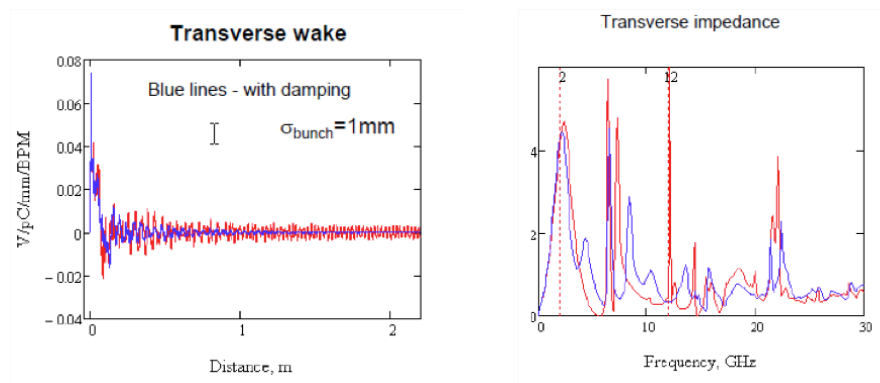 Transverse wake
Blue lines - with damping
σbunch=1mm
V/pC/mm/BPM
0.08
0.06
0.04
0.02
0
− 0.02
− 0.04
0
1
2
Distance, m
Transverse impedance
2
12
4
2
0
0
10
20
30
Frequency, GHz